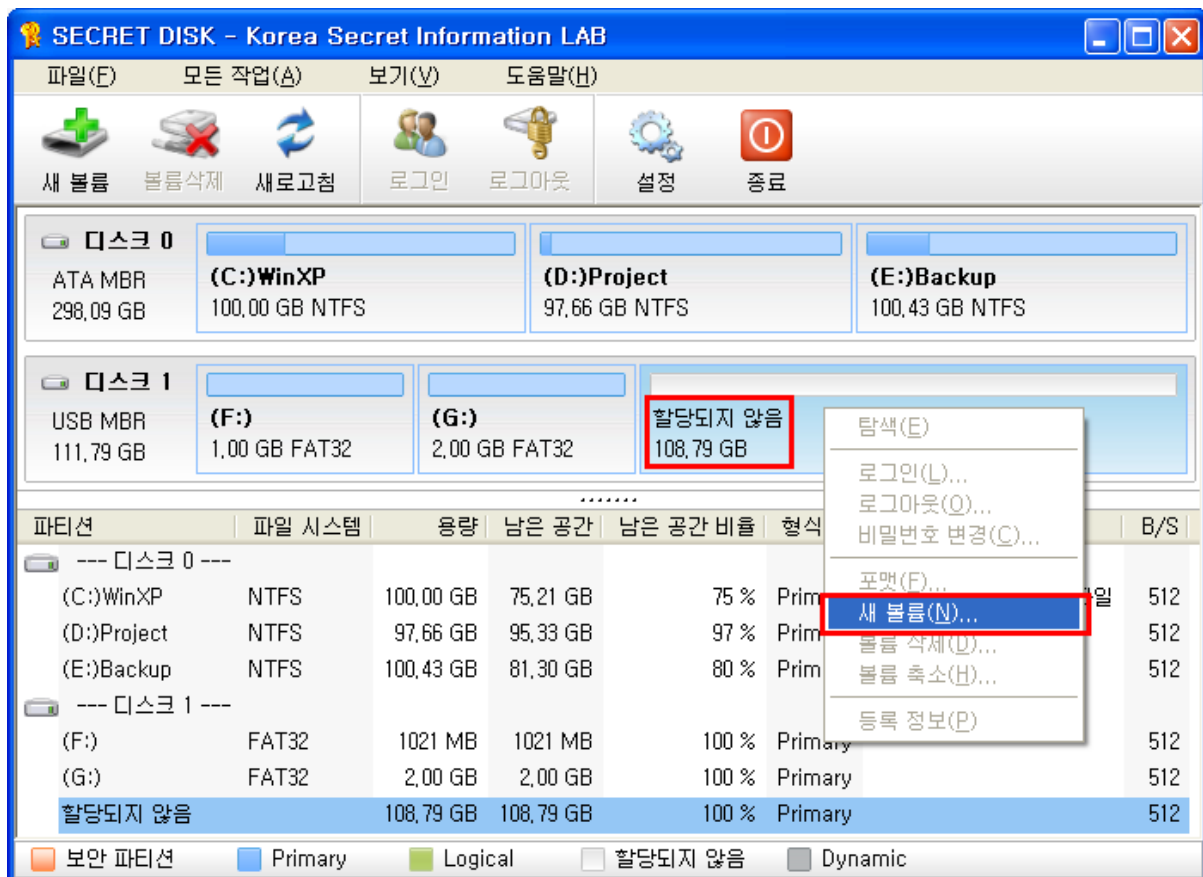 SECRET DISK - Korea Secret Information LAB
파일(F) 모든 작업(A) 보기(V) 도움말(H)
새 볼륨 볼륨삭제 새로고침 로그인 로그아웃 설정 종료
디스크 0
ATA MBR
298,09 GB
(C:)WinXP
100,00 GB NTFS
(D:)Project
97,66 GB NTFS
(E:)Backup
100,43 GB NTFS
디스크 1
USB MBR
111,79 GB
(F:)
1,00 GB FAT32
(G:)
2,00 GB FAT32
할당되지 않음
108,79 GB
탐색(E)
로그인(L)...
로그아웃(O)...
비밀번호 변경(C)...
포맷(F)...
새 볼륨(N)...
볼륨 삭제(D)...
볼륨 축소(H)...
등록 정보(P)
파티션 파일 시스템 용량 남은 공간 남은 공간 비율 형식 B/S
--- 디스크 0 ---
(C:)WinXP NTFS 100,00 GB 75,21 GB 75 % Prim 일 512
(D:)Project NTFS 97,66 GB 95,33 GB 97 % Prim 512
(E:)Backup NTFS 100,43 GB 81,30 GB 80 % Prim 512
--- 디스크 1 ---
(F:) FAT32 1021 MB 1021 MB 100 % Primary 512
(G:) FAT32 2,00 GB 2,00 GB 100 % Primary 512
할당되지 않음 108,79 GB 108,79 GB 100 % Primary 512
보안 파티션 Primary Logical 할당되지 않음 Dynamic